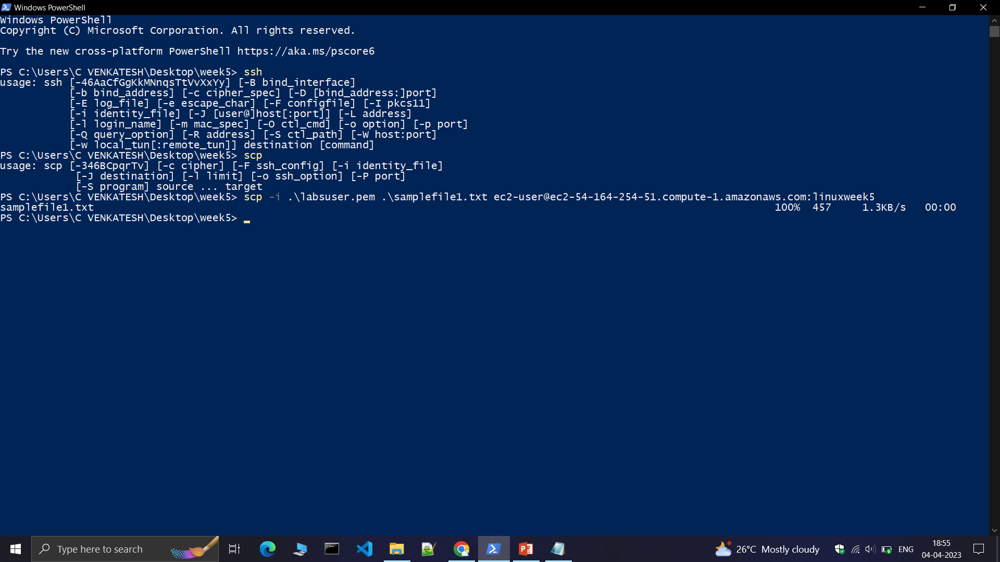 Windows PowerShell
Windows PowerShell
Copyright (C) Microsoft Corporation. All rights reserved.
Try the new cross-platform PowerShell https://aka.ms/pscore6
PS C:\Users\C VENKATESH\Desktop\week5> ssh
usage: ssh [-46AaCfGgKkMNnqsTtVvXxYy] [-B bind_interface]
[-b bind_address] [-c cipher_spec] [-D [bind_address:]port]
[-E log_file] [-e escape_char] [-F configfile] [-I pkcs11]
[-i identity_file] [-J [user@]host[:port]] [-L address]
[-l login_name] [-m mac_spec] [-O ctl_cmd] [-o option] [-p port]
[-Q query_option] [-R address] [-S ctl_path] [-W host:port]
[-w local_tun[:remote_tun]] destination [command]
PS C:\Users\C VENKATESH\Desktop\week5> scp
usage: scp [-346BCpqrTv] [-c cipher] [-F ssh_config] [-i identity_file]
[-J destination] [-l limit] [-o ssh_option] [-P port]
[-S program] source ... target
PS C:\Users\C VENKATESH\Desktop\week5> scp -i .\labsuser.pem .\samplefile1.txt ec2-user@ec2-54-164-254-51.compute-1.amazonaws.com:linuxweek5
samplefile1.txt 100% 457 1.3KB/s 00:00
PS C:\Users\C VENKATESH\Desktop\week5>
Type here to search
26°C Mostly cloudy
ENG
18:55
04-04-2023